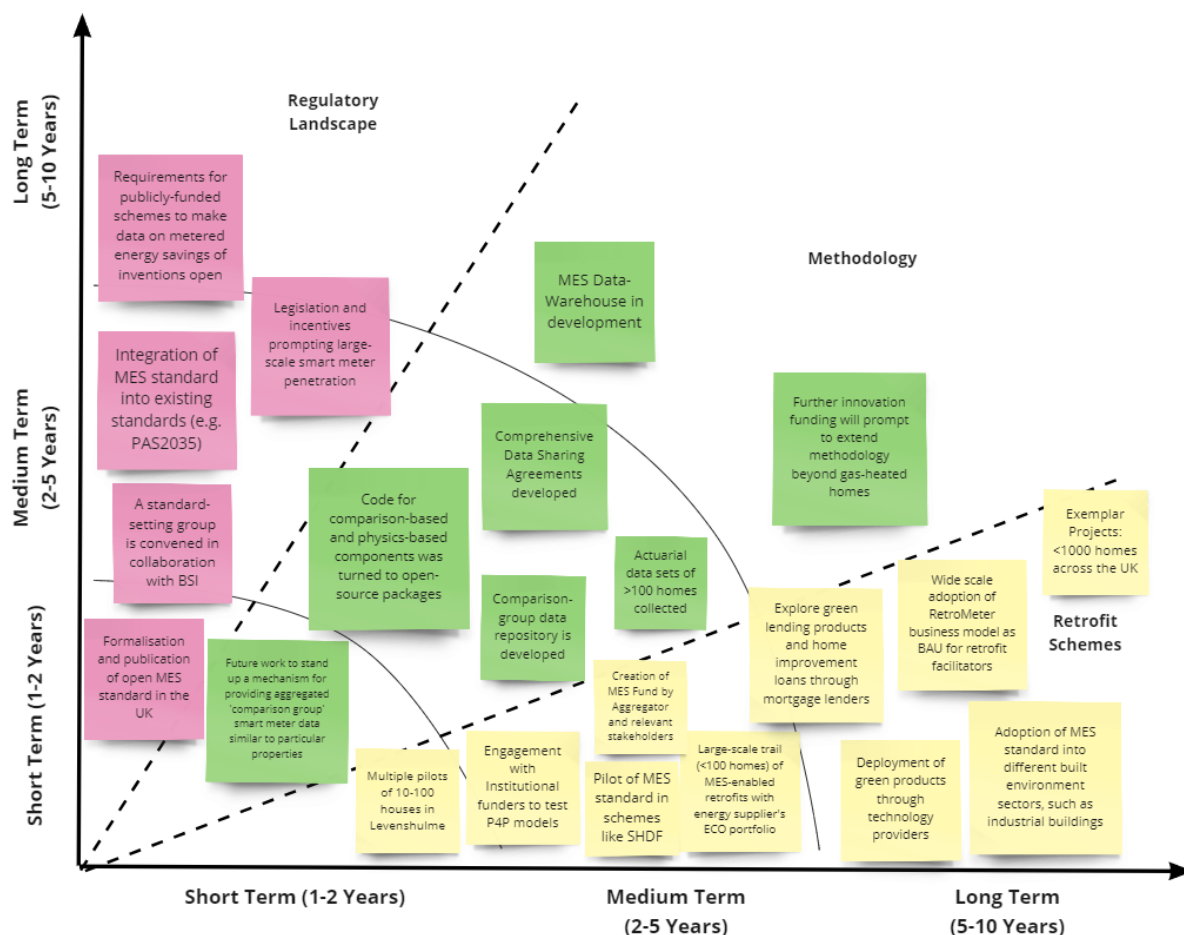 Long Term
(5-10 Years)
Medium Term
(2-5 Years)
Short Term (1-2 Years)
Regulatory
Landscape
Requirements for
publicly-funded
schemes to make
data on metered
energy savings of
inventions open
Legislation and
incentives
prompting large-
scale smart meter
penetration
Integration of
MES standard
into existing
standards (e.g.
PAS2035)
A standard-
setting group
is convened in
collaboration
with BSI
Formalisation and
publication of
open MES
standard in the
UK
Methodology
MES Data-
Warehouse in
development
Further innovation
funding will prompt
to extend
methodology
beyond gas-heated
homes
Comprehensive
Data Sharing
Agreements
developed
Code for
comparison-based
and physics-based
components was
turned to open-
source packages
Actuarial
data sets of
>100 homes
collected
Comparison-
group data
repository is
developed
Future work to stand
up a mechanism for
providing aggregated
'comparison group'
smart meter data
similar to particular
properties
Exemplar
Projects:
<1000 homes
across the UK
Retrofit
Schemes
Wide scale
adoption of
RetroMeter
business model as
BAU for retrofit
facilitators
Explore green
lending products
and home
improvement
loans through
mortgage lenders
Creation of
MES Fund by
Aggregator
and relevant
stakeholders
Multiple pilots
of 10-100
houses in
Levenshulme
Engagement
with
Institutional
funders to test
P4P models
Pilot of MES
standard in
schemes
like SHDF
Large-scale trail
(<100 homes) of
MES-enabled
retrofits with
energy supplier's
ECO portfolio
Deployment of
green products
through
technology
providers
Adoption of MES
standard into
different built
environment
sectors, such as
industrial buildings
Short Term (1-2 Years)
Medium Term
(2-5 Years)
Long Term
(5-10 Years)